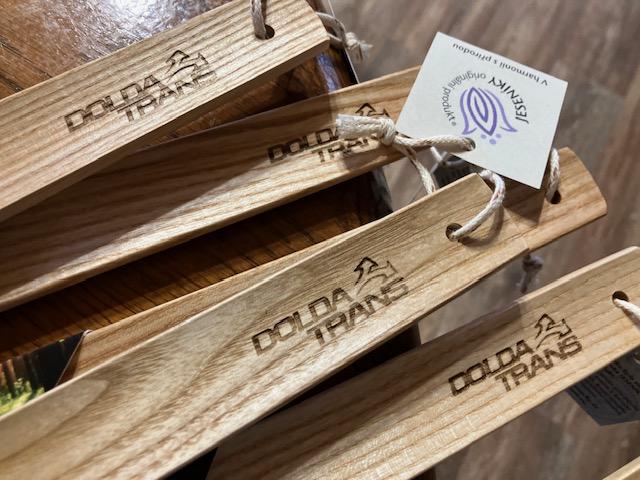 DOLDA
TRANS
DOLDA
TRANS
V harmonii s přírodou
JESENÍKY originální produkt®
DOLDA
TRANS
DOLDA
TRANS